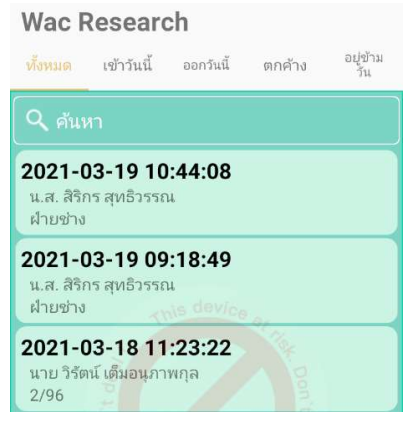 Wac Research
ทั้งหมด เข้าวันนี้ ออกวันนี้ ตกค้าง อยู่ข้ามวัน
ค้นหา
2021-03-19 10:44:08
น.ส. สิริกร สุทธิวรรณ
ฝ่ายช่าง
2021-03-19 09:18:49
น.ส. สิริกร สุทธิวรรณ
ฝ่ายช่าง
This device at risk. Don't
2021-03-18 11:23:22
นาย วิรัตน์ เต็มอนุภาพกุล
2/96